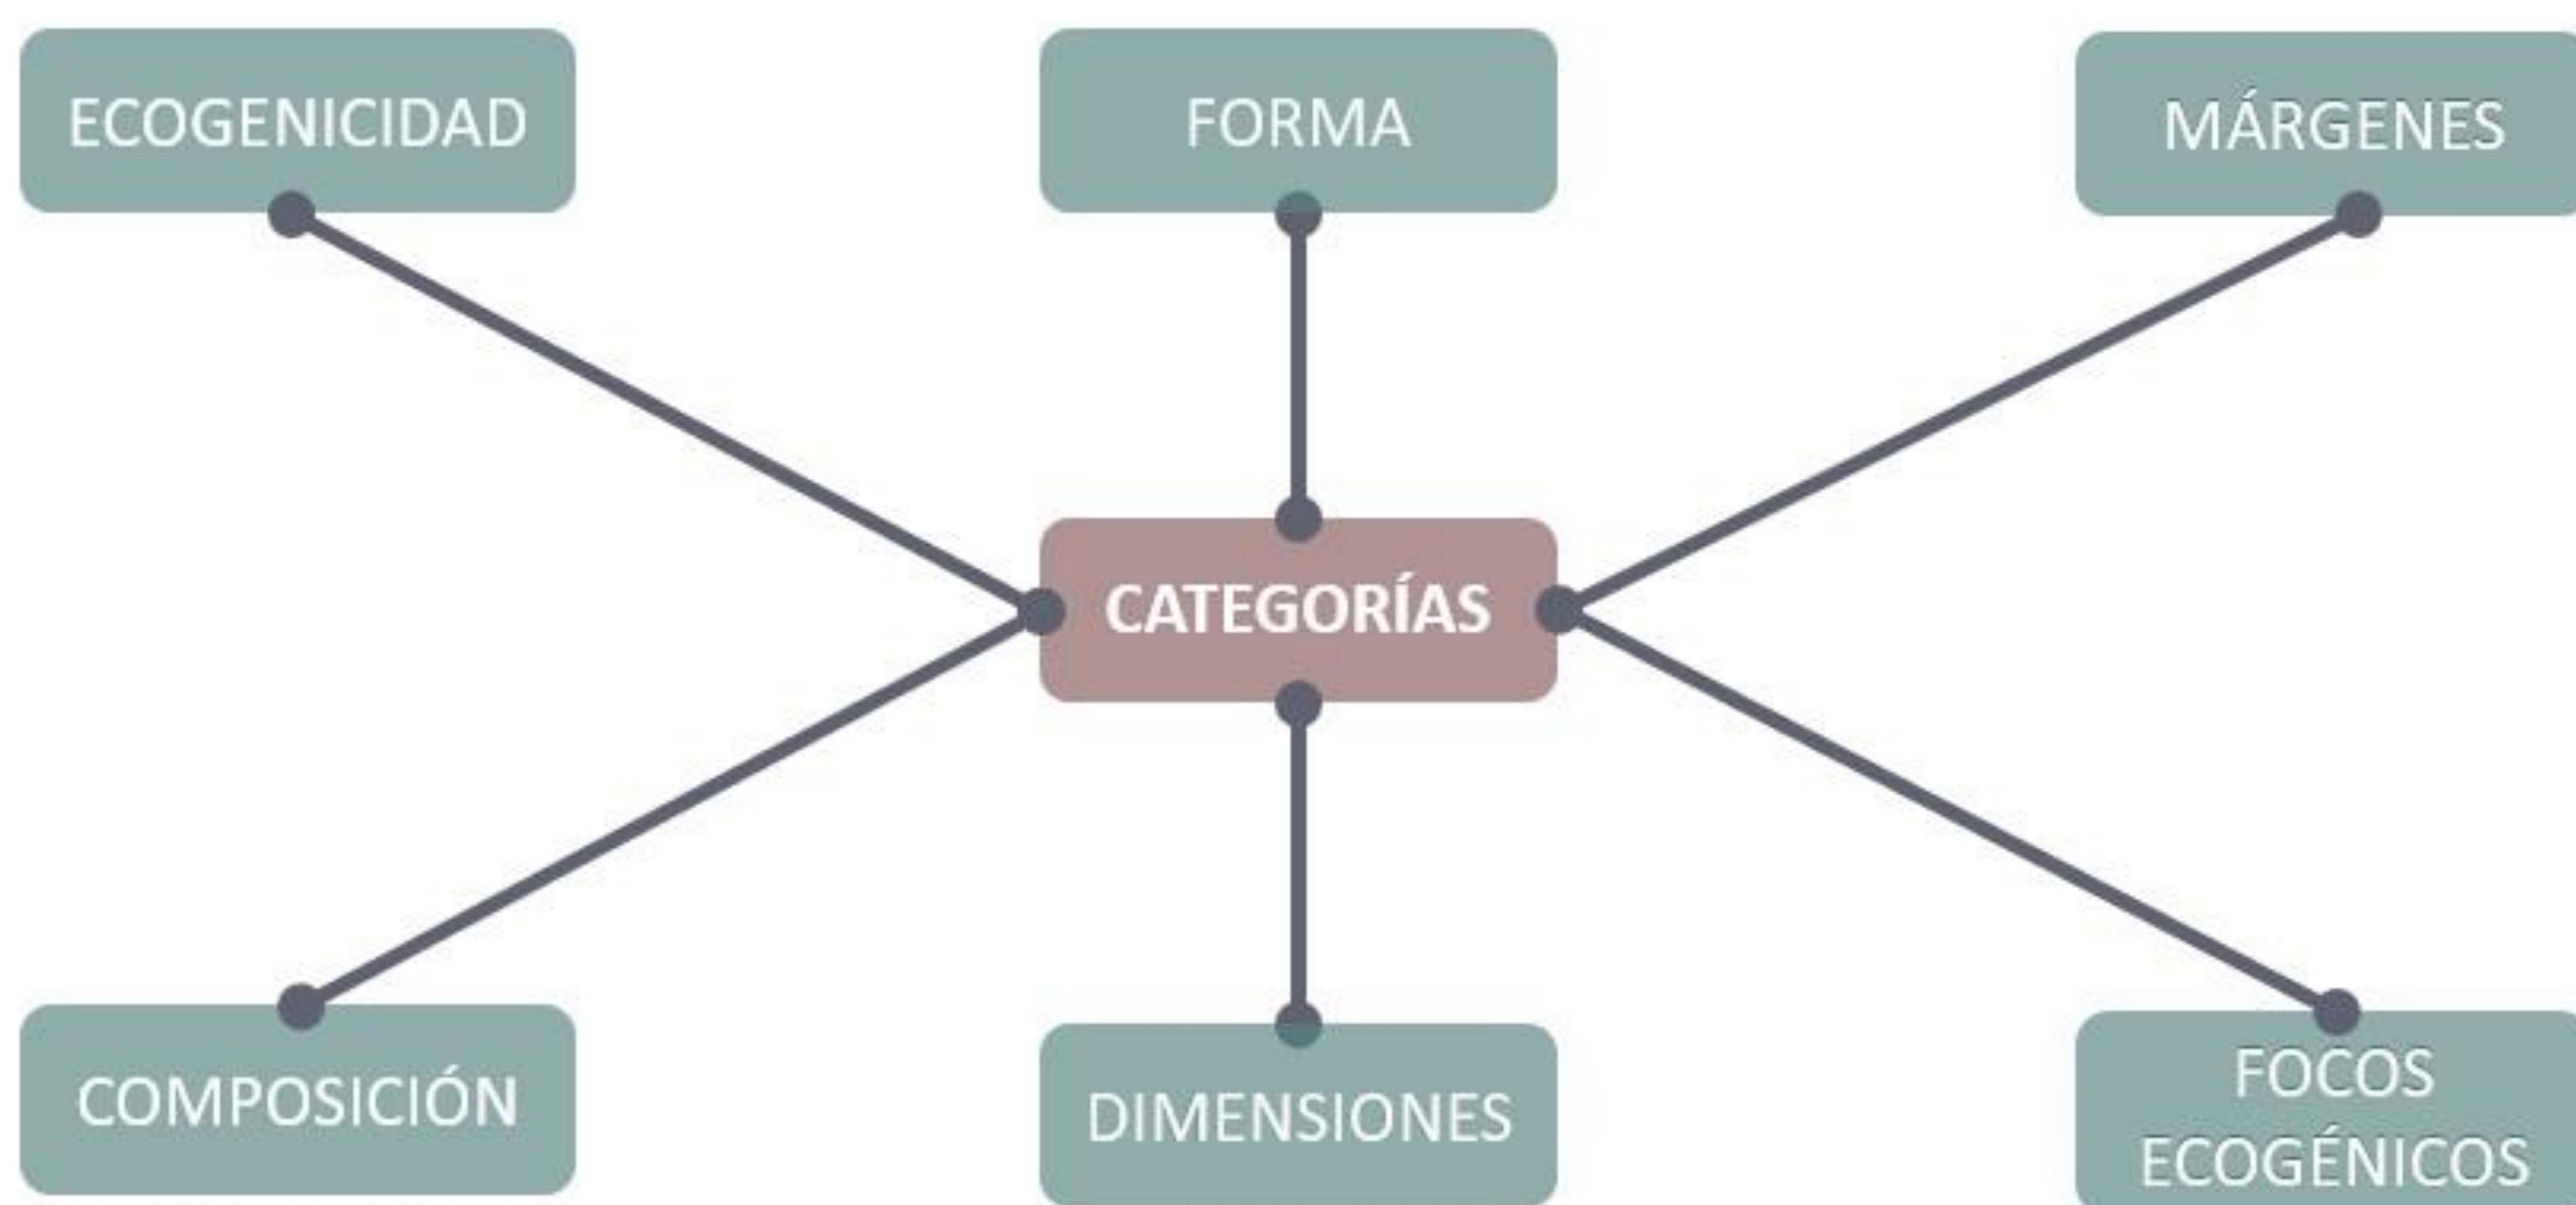 ECOGENICIDAD
FORMA
MÁRGENES
CATEGORÍAS
COMPOSICIÓN
DIMENSIONES
FOCOS
ECOGÉNICOS